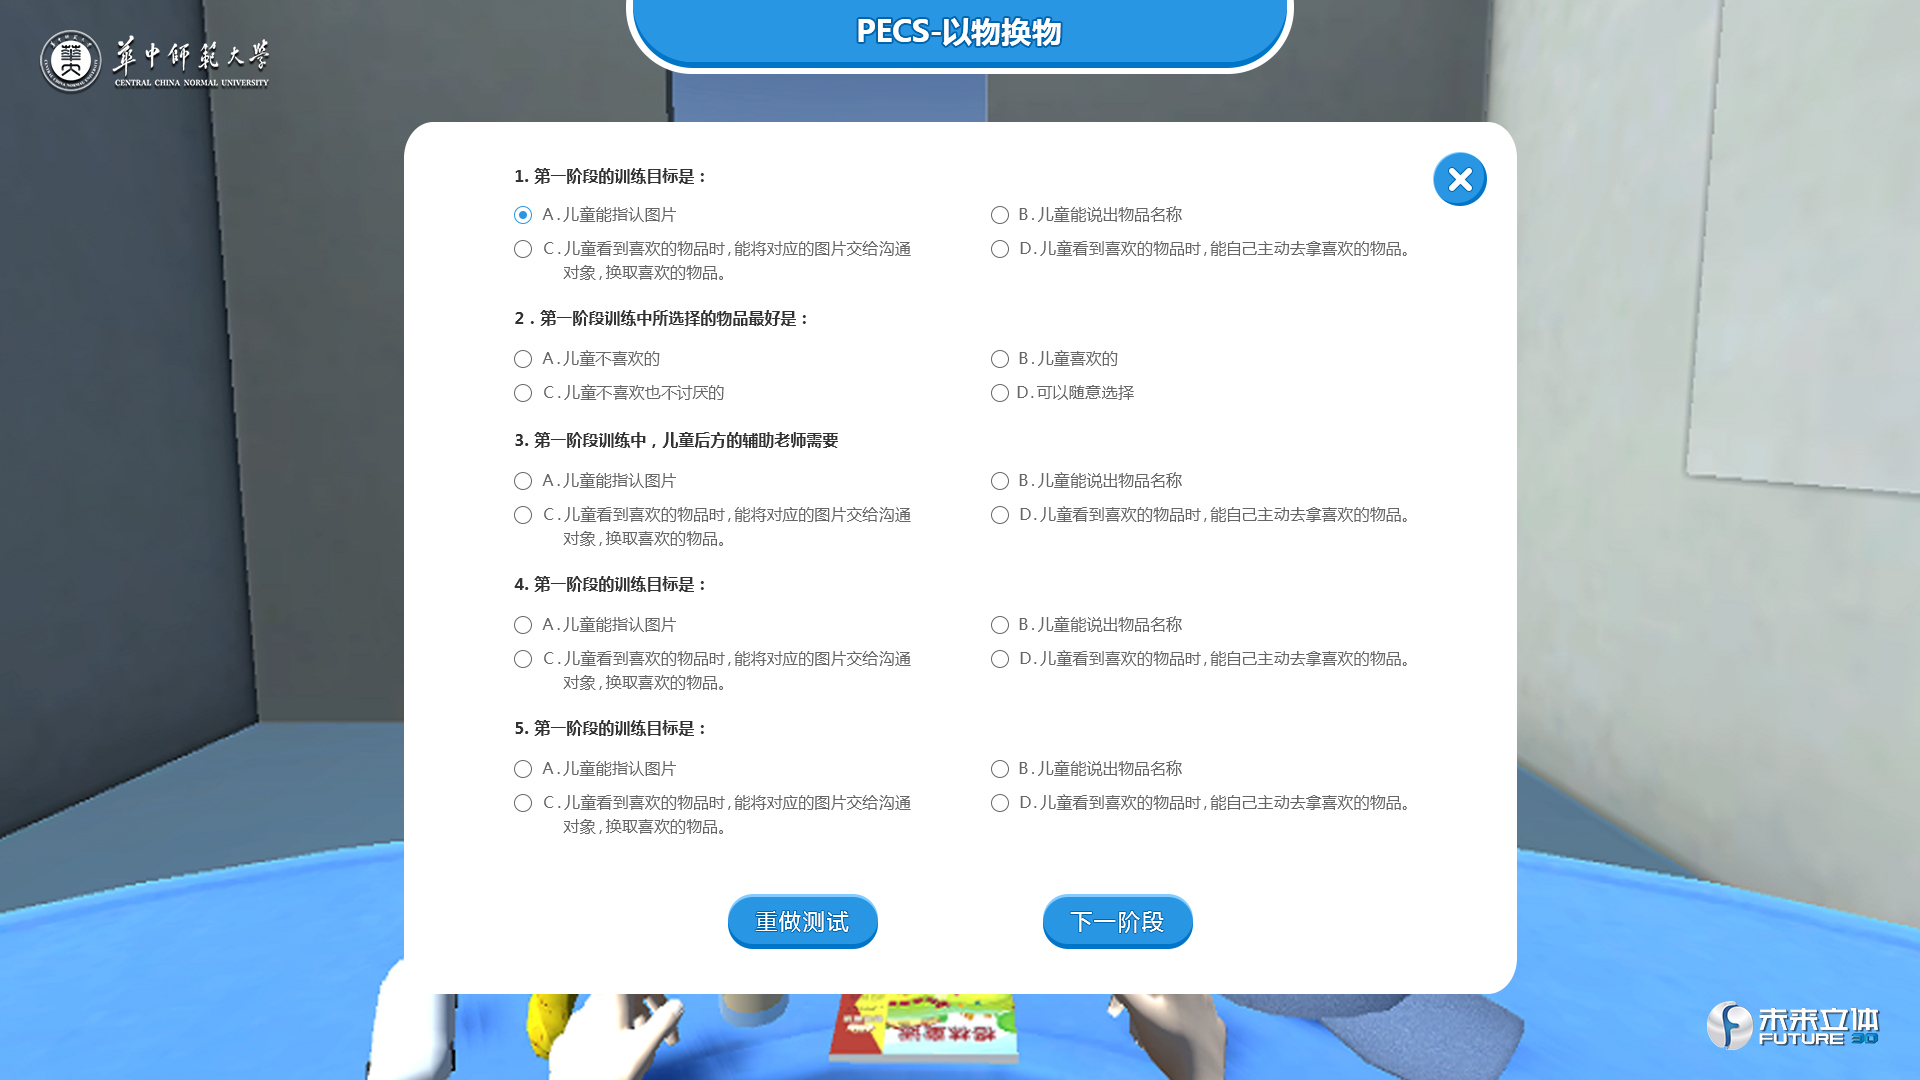 PECS-以物换物
華中師範大學
CENTRAL CHINA NORMAL UNIVERSITY
1. 第一阶段的训练目标是：
A.儿童能指认图片
B.儿童能说出物品名称
C.儿童看到喜欢的物品时,能将对应的图片交给沟通
对象,换取喜欢的物品。
D.儿童看到喜欢的物品时,能自己主动去拿喜欢的物品。
2．第一阶段训练中所选择的物品最好是：
A.儿童不喜欢的
B.儿童喜欢的
C.儿童不喜欢也不讨厌的
D.可以随意选择
3. 第一阶段训练中，儿童后方的辅助老师需要
A.儿童能指认图片
B.儿童能说出物品名称
C.儿童看到喜欢的物品时,能将对应的图片交给沟通
对象,换取喜欢的物品。
D.儿童看到喜欢的物品时,能自己主动去拿喜欢的物品。
4. 第一阶段的训练目标是：
A.儿童能指认图片
B.儿童能说出物品名称
C.儿童看到喜欢的物品时,能将对应的图片交给沟通
对象,换取喜欢的物品。
D.儿童看到喜欢的物品时,能自己主动去拿喜欢的物品。
5. 第一阶段的训练目标是：
A.儿童能指认图片
B.儿童能说出物品名称
C.儿童看到喜欢的物品时,能将对应的图片交给沟通
对象,换取喜欢的物品。
D.儿童看到喜欢的物品时,能自己主动去拿喜欢的物品。
重做测试
下一阶段
格林童话
未来立体
FUTURE 3D